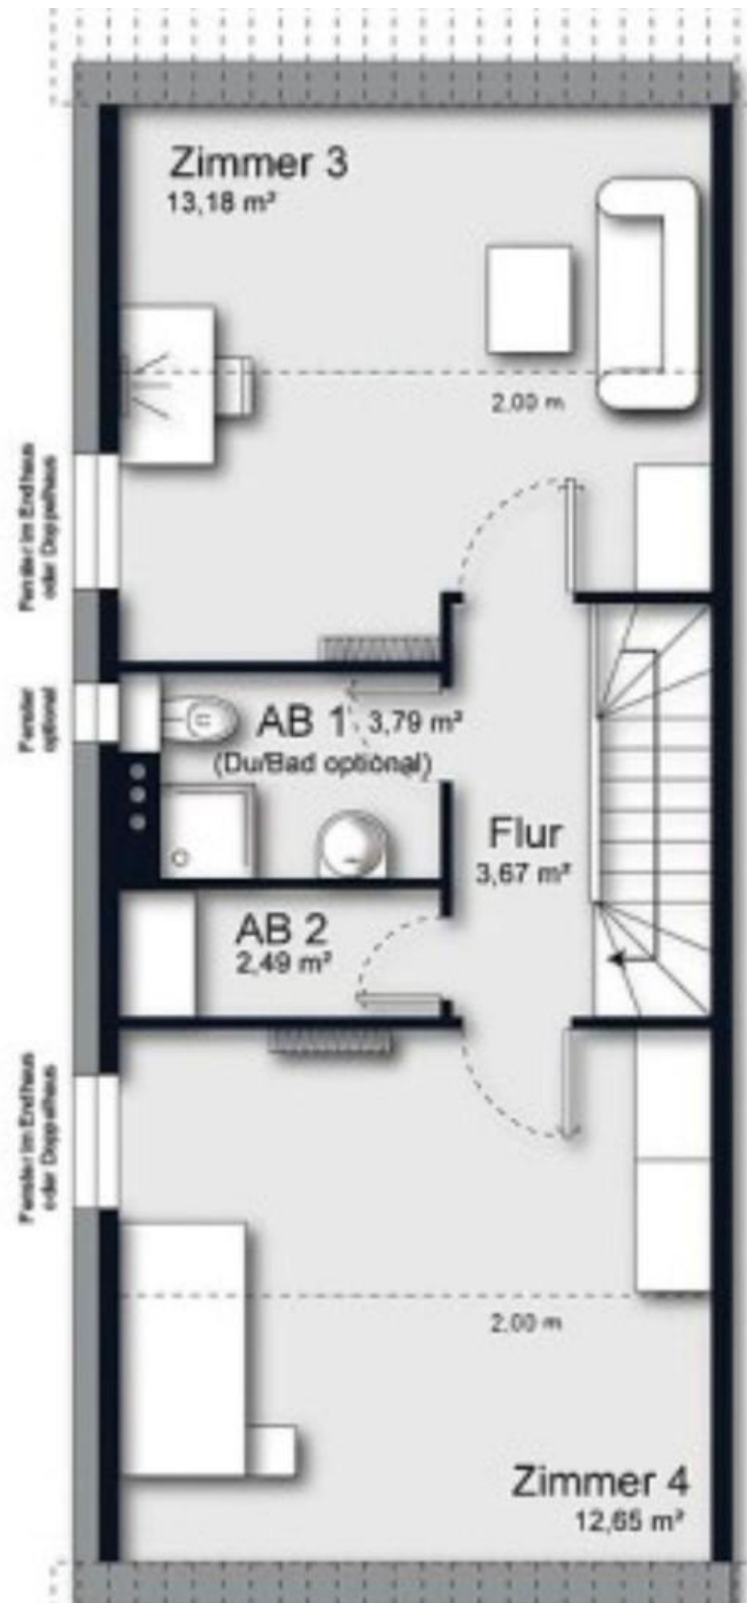 Zimmer 3
13,18 m²
2,00 m
Fenster im Endhaus
oder Doppelhaus
Fenster
optional
AB 1 3,79 m²
(Du/Bad optional)
Flur
3,67 m²
AB 2
2,49 m²
Fenster im Endhaus
oder Doppelhaus
2,00 m
Zimmer 4
12,65 m²